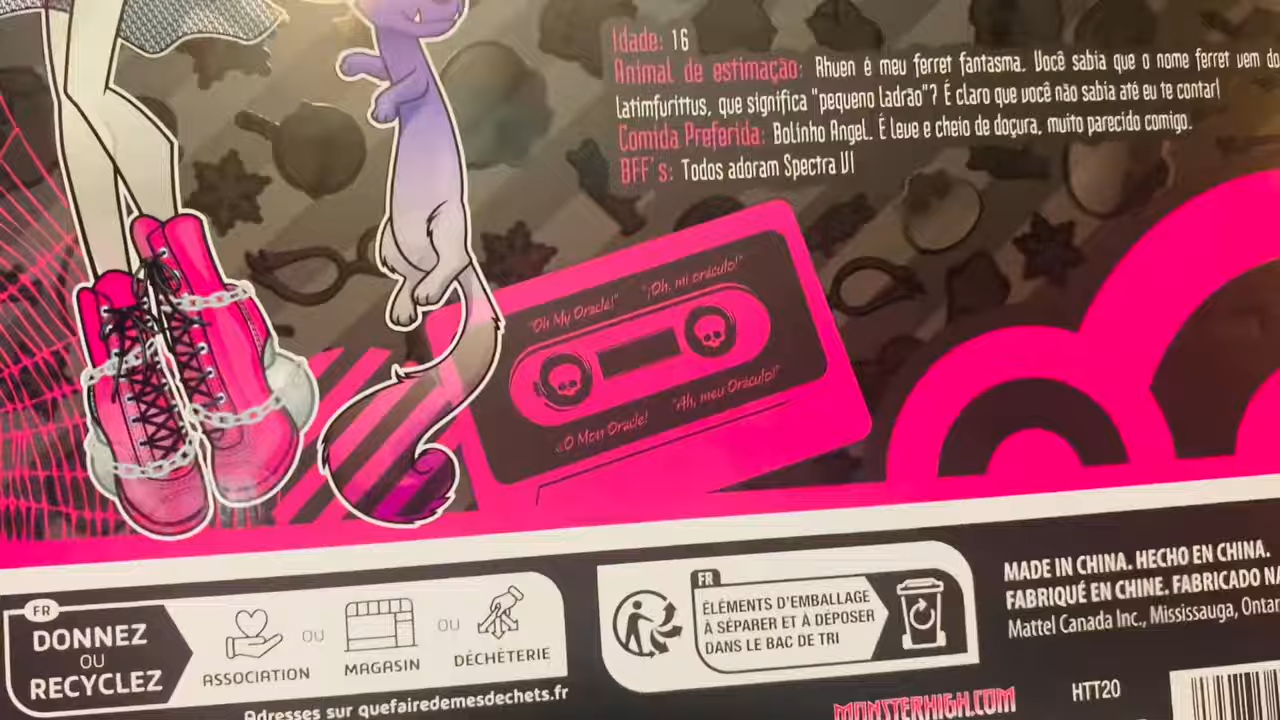 Idade: 16
Animal de estimação: Rhuen é meu ferret fantasma. Você sabia que o nome ferret vem do
latimfurittus, que significa "pequeno ladrão"? É claro que você não sabia até eu te contar!
Comida Preferida: Bolinho Angel. É leve e cheio de doçura, muito parecido comigo.
BFF's: Todos adoram Spectra VI
"Oh My Oracle!" "¡Oh, mi oráculo!"
«O Mon Oracle! "Ah, meu Oráculo!"
FR
DONNEZ
OU
RECYCLEZ
ASSOCIATION
OU
MAGASIN
OU
DÉCHÈTERIE
Adresses sur quefairedemesdechets.fr
FR
ÉLÉMENTS D'EMBALLAGE
À SÉPARER ET À DÉPOSER
DANS LE BAC DE TRI
MADE IN CHINA. HECHO EN CHINA.
FABRIQUÉ EN CHINE. FABRICADO NA
Mattel Canada Inc., Mississauga, Ontar
MONSTERHIGH.COM
HTT20